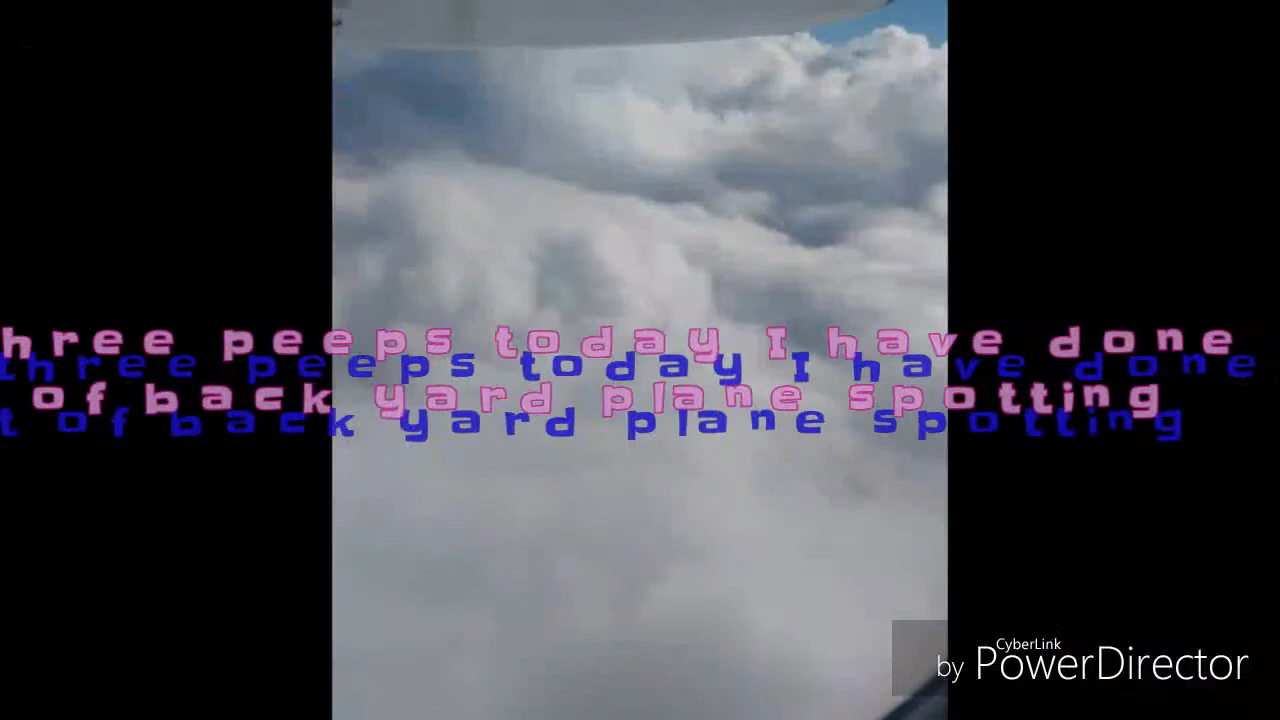 hree peeps today I have done
of back yard plane spotting
CyberLink
by PowerDirector